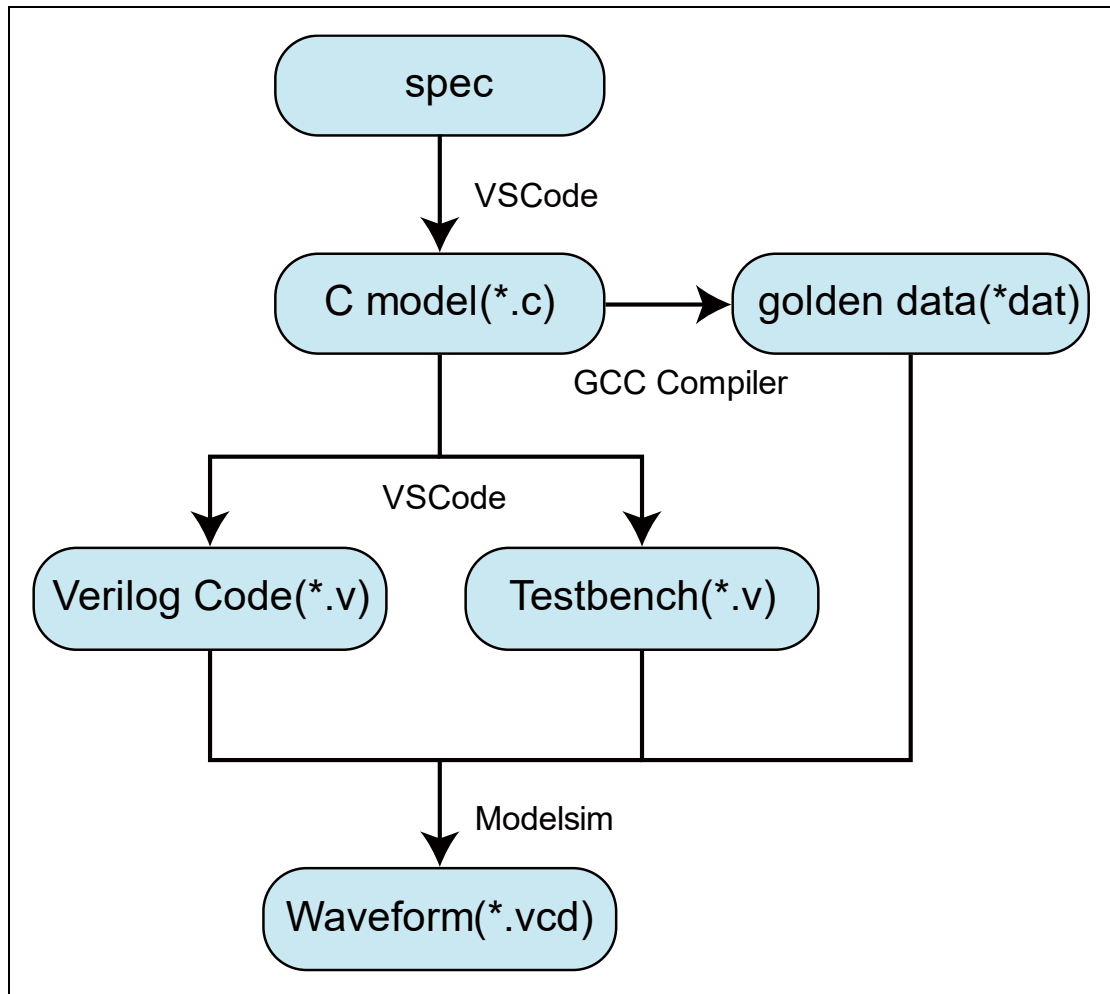 spec
VSCode
C model(*.c)
golden data(*dat)
GCC Compiler
VSCode
Verilog Code(*.v)
Testbench(*.v)
Modelsim
Waveform(*.vcd)